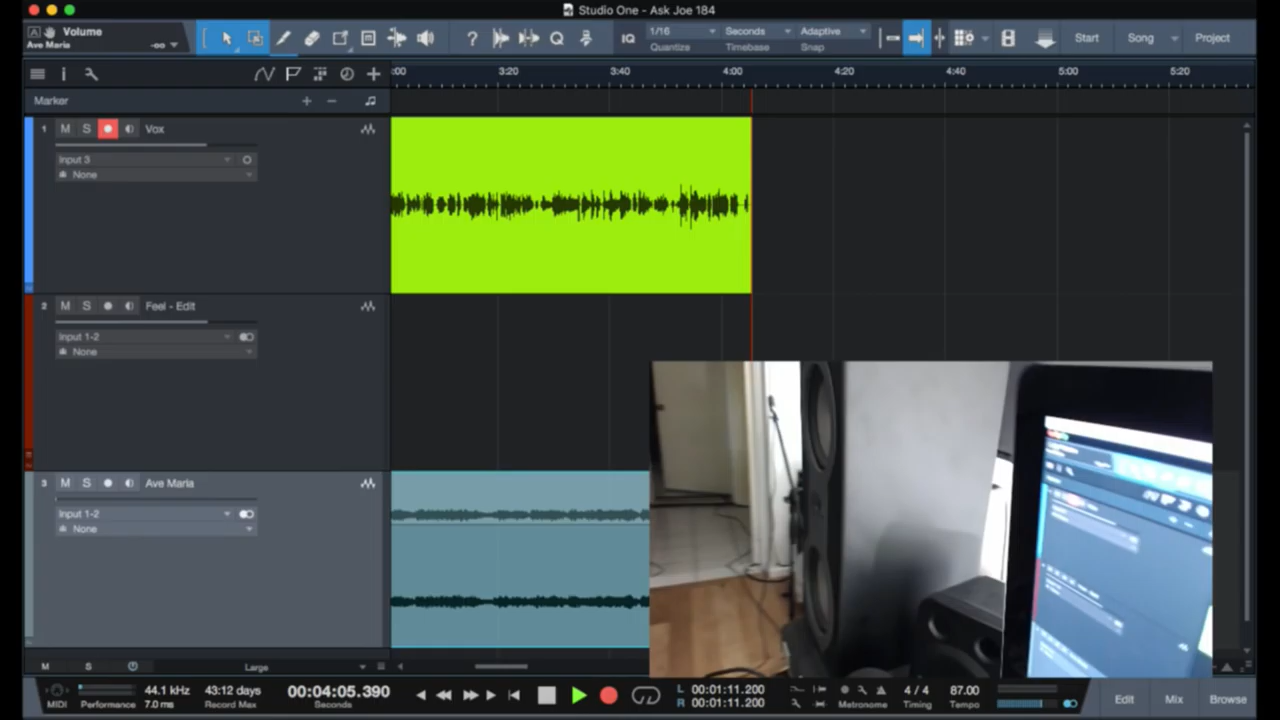 Studio One - Ask Joe 184
A Volume
Ave Maria -oo
? IQ 1/16 Seconds Adaptive Start Song Project
Quantize Timebase Snap
i :00 3:20 3:40 4:00 4:20 4:40 5:00 5:20
Marker + −
1 M S Vox
Input 3
None
2 M S Feel - Edit
Input 1-2
None
3 M S Ave Maria
Input 1-2
None
M S Large
MIDI Performance 44.1 kHz 7.0 ms 43:12 days Record Max 00:04:05.390 Seconds L 00:01:11.200 R 00:01:11.200 Metronome 4 / 4 Timing 87.00 Tempo Edit Mix Browse